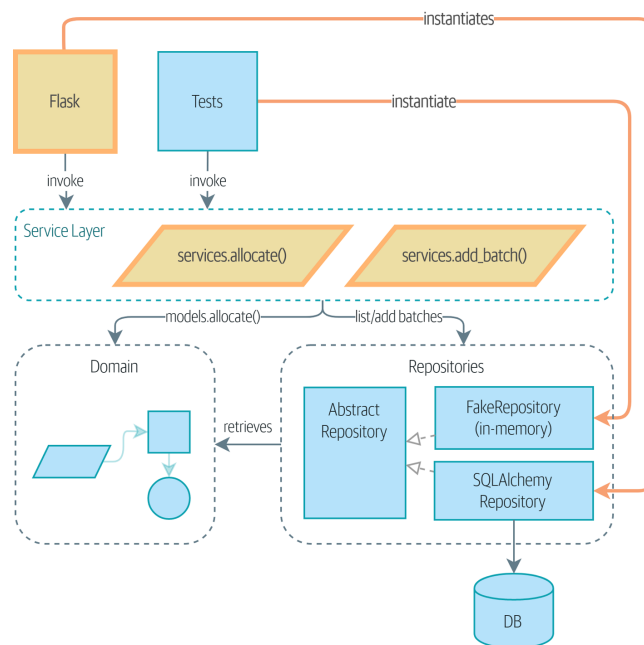 instantiates
Flask
Tests
instantiate
invoke
invoke
Service Layer
services.allocate()
services.add_batch()
models.allocate()
list/add batches
Domain
Repositories
Abstract
Repository
FakeRepository
(in-memory)
retrieves
SQLAlchemy
Repository
DB